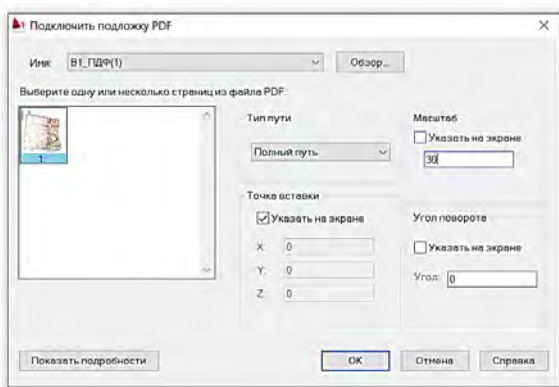 Подключить подложку PDF
Имя: В1_ПДФ(1)
Обзор...
Выберите одну или несколько страниц из файла PDF:
1
Тип пути
Полный путь
Масштаб
Указать на экране
30
Точка вставки
Указать на экране
X: 0
Y: 0
Z: 0
Угол поворота
Указать на экране
Угол: 0
Показать подробности
ОК
Отмена
Справка